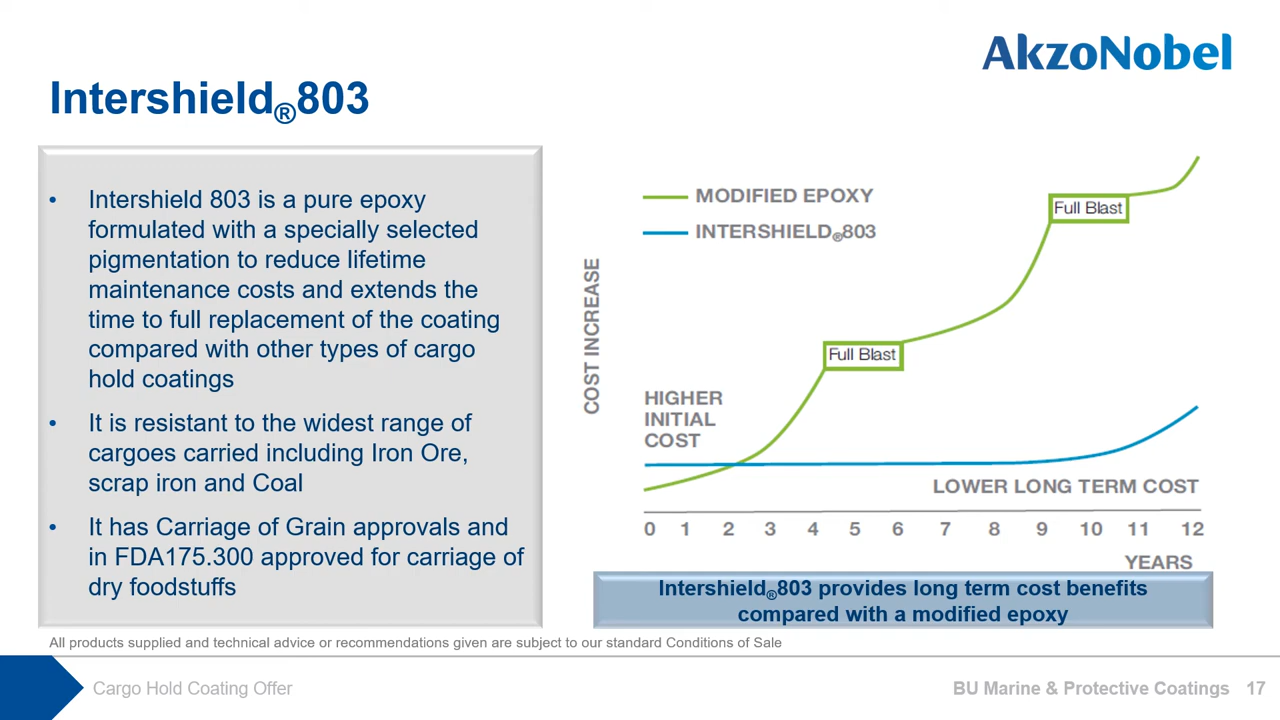 AkzoNobel
Intershield®803
• Intershield 803 is a pure epoxy
formulated with a specially selected
pigmentation to reduce lifetime
maintenance costs and extends the
time to full replacement of the coating
compared with other types of cargo
hold coatings
• It is resistant to the widest range of
cargoes carried including Iron Ore,
scrap iron and Coal
• It has Carriage of Grain approvals and
in FDA175.300 approved for carriage of
dry foodstuffs
MODIFIED EPOXY
INTERSHIELD®803
COST INCREASE
Full Blast
Full Blast
HIGHER
INITIAL
COST
LOWER LONG TERM COST
0 1 2 3 4 5 6 7 8 9 10 11 12
YEARS
Intershield®803 provides long term cost benefits
compared with a modified epoxy
All products supplied and technical advice or recommendations given are subject to our standard Conditions of Sale
Cargo Hold Coating Offer
BU Marine & Protective Coatings 17